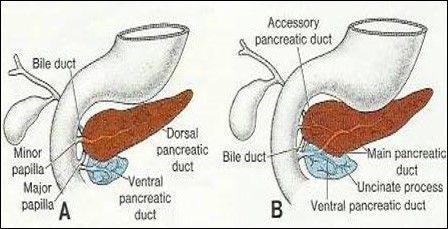 Bile duct
Minor
papilla
Major
papilla
A
Dorsal
pancreatic
duct
Ventral
pancreatic
duct
Accessory
pancreatic duct
Bile duct
B
Main pancreatic
duct
Uncinate process
Ventral pancreatic duct